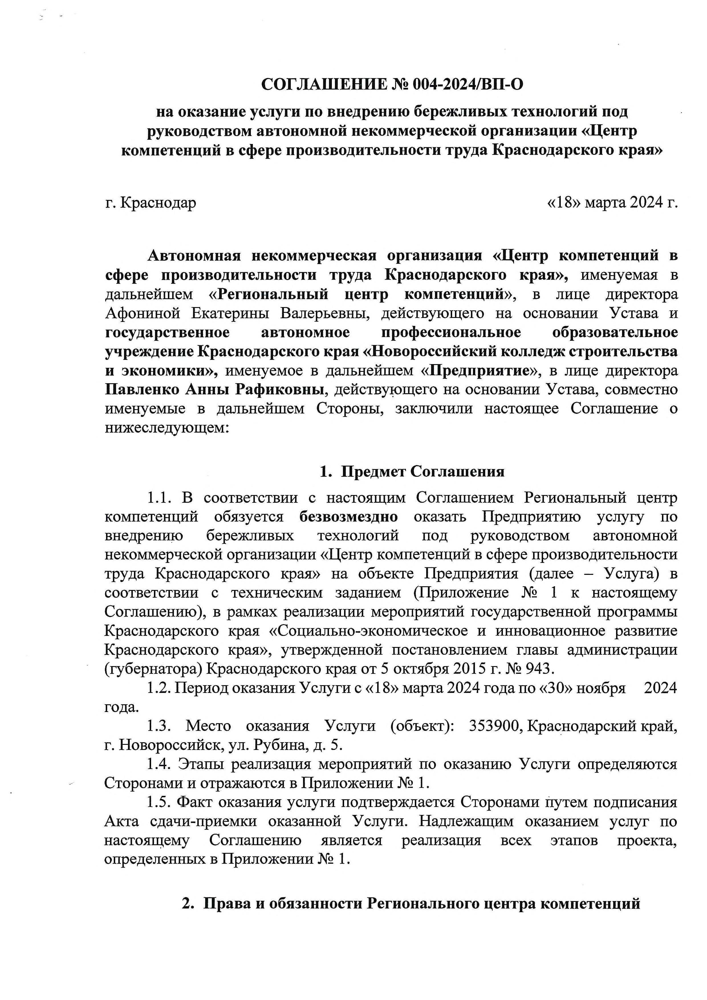 СОГЛАШЕНИЕ № 004-2024/ВП-О
на оказание услуги по внедрению бережливых технологий под
руководством автономной некоммерческой организации «Центр
компетенций в сфере производительности труда Краснодарского края»
г. Краснодар «18» марта 2024 г.
Автономная некоммерческая организация «Центр компетенций в
сфере производительности труда Краснодарского края», именуемая в
дальнейшем «Региональный центр компетенций», в лице директора
Афониной Екатерины Валерьевны, действующего на основании Устава и
государственное автономное профессиональное образовательное
учреждение Краснодарского края «Новороссийский колледж строительства
и экономики», именуемое в дальнейшем «Предприятие», в лице директора
Павленко Анны Рафиковны, действующего на основании Устава, совместно
именуемые в дальнейшем Стороны, заключили настоящее Соглашение о
нижеследующем:
1. Предмет Соглашения
1.1. В соответствии с настоящим Соглашением Региональный центр
компетенций обязуется безвозмездно оказать Предприятию услугу по
внедрению бережливых технологий под руководством автономной
некоммерческой организации «Центр компетенций в сфере производительности
труда Краснодарского края» на объекте Предприятия (далее – Услуга) в
соответствии с техническим заданием (Приложение № 1 к настоящему
Соглашению), в рамках реализации мероприятий государственной программы
Краснодарского края «Социально-экономическое и инновационное развитие
Краснодарского края», утвержденной постановлением главы администрации
(губернатора) Краснодарского края от 5 октября 2015 г. № 943.
1.2. Период оказания Услуги с «18» марта 2024 года по «30» ноября 2024
года.
1.3. Место оказания Услуги (объект): 353900, Краснодарский край,
г. Новороссийск, ул. Рубина, д. 5.
1.4. Этапы реализация мероприятий по оказанию Услуги определяются
Сторонами и отражаются в Приложении № 1.
1.5. Факт оказания услуги подтверждается Сторонами путем подписания
Акта сдачи-приемки оказанной Услуги. Надлежащим оказанием услуг по
настоящему Соглашению является реализация всех этапов проекта,
определенных в Приложении № 1.
2. Права и обязанности Регионального центра компетенций